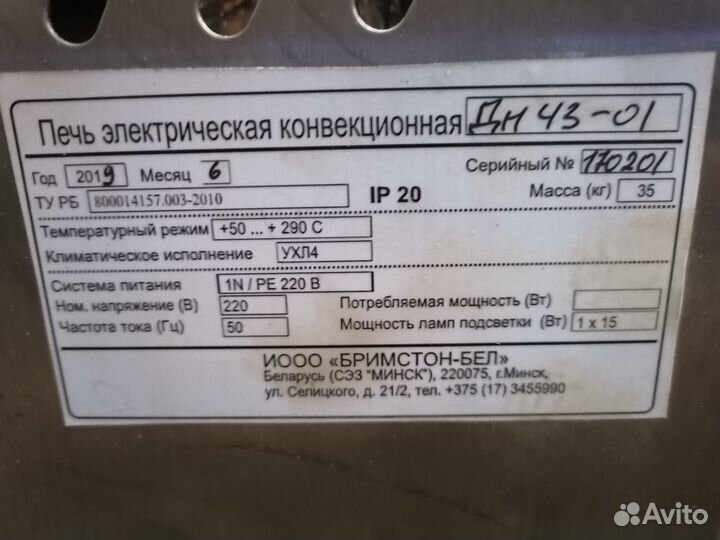 Печь электрическая конвекционная ДН 43-01
Год 2019 Месяц 6 Серийный № 170201
ТУ РБ 800014157.003-2010 IP 20 Масса (кг) 35
Температурный режим +50 ... + 290 С
Климатическое исполнение УХЛ4
Система питания 1N / PE 220 В
Ном. напряжение (В) 220 Потребляемая мощность (Вт)
Частота тока (Гц) 50 Мощность ламп подсветки (Вт) 1 x 15
ИООО «БРИМСТОН-БЕЛ»
Беларусь (СЭЗ "МИНСК"), 220075, г.Минск,
ул. Селицкого, д. 21/2, тел. +375 (17) 3455990
Avito